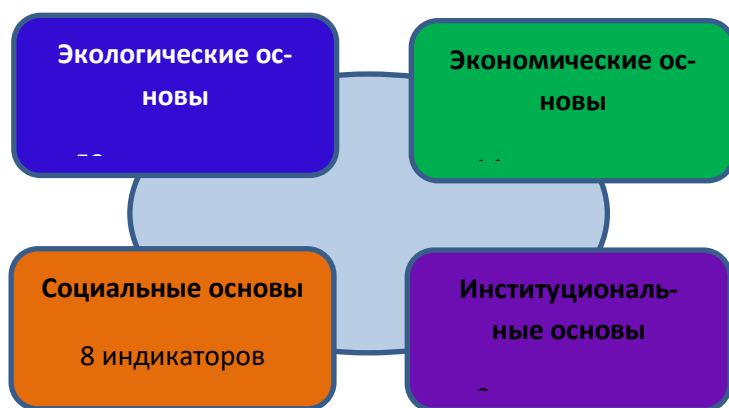 Экологические ос-
новы
Экономические ос-
новы
Социальные основы
8 индикаторов
Институциональ-
ные основы